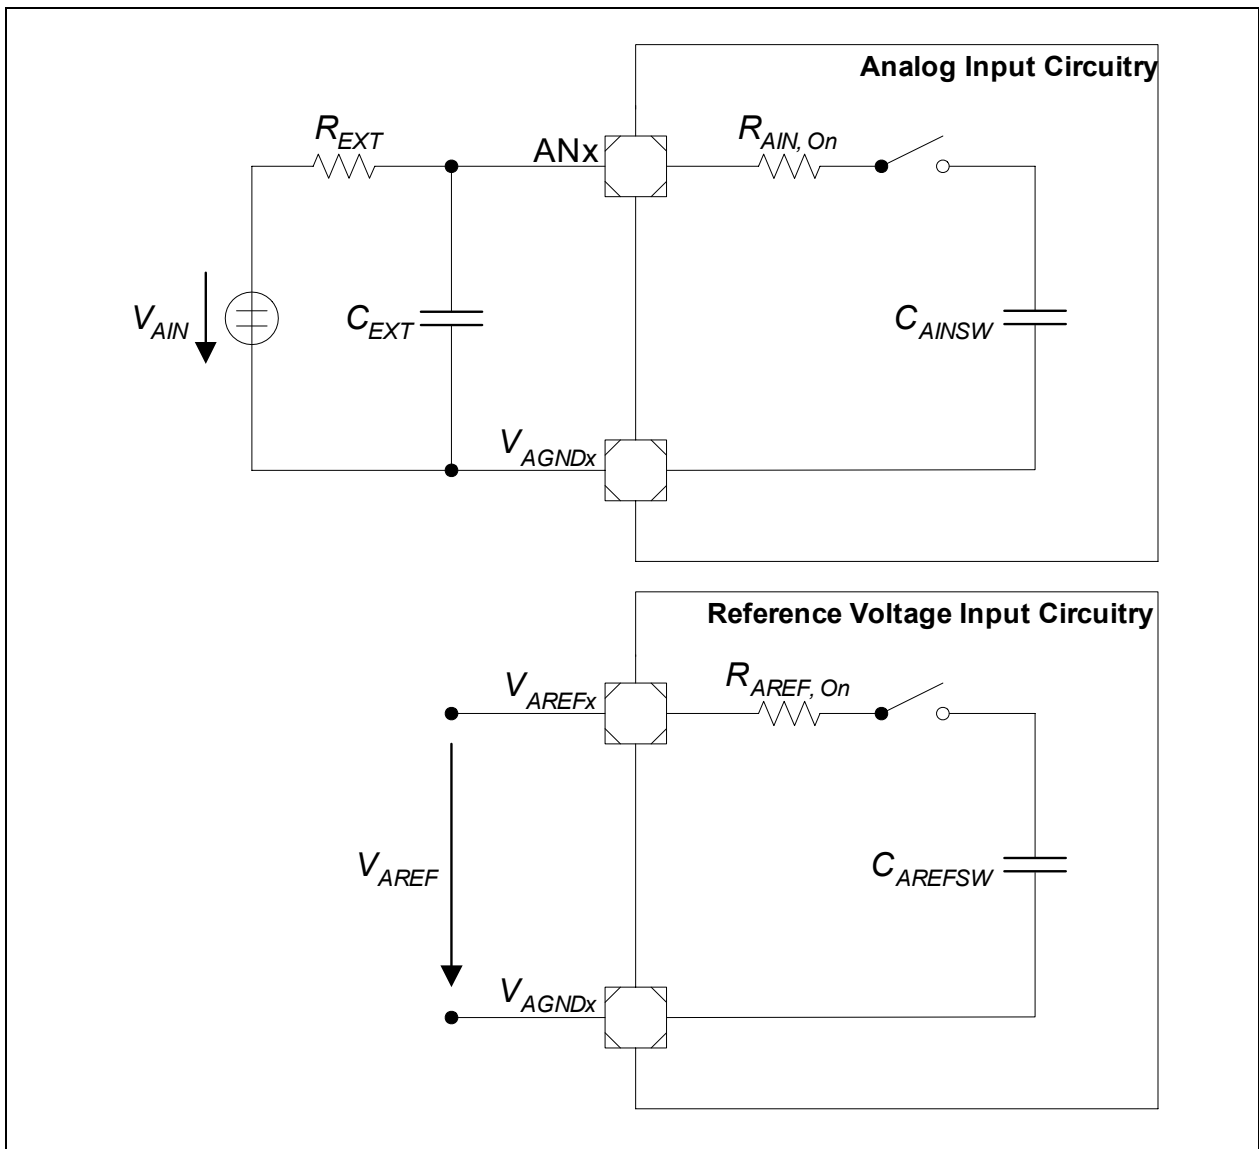 Analog Input Circuitry
R_EXT
ANx
R_AIN, On
V_AIN
C_EXT
C_AINSW
V_AGNDx
Reference Voltage Input Circuitry
V_AREFx
R_AREF, On
V_AREF
C_AREFSW
V_AGNDx